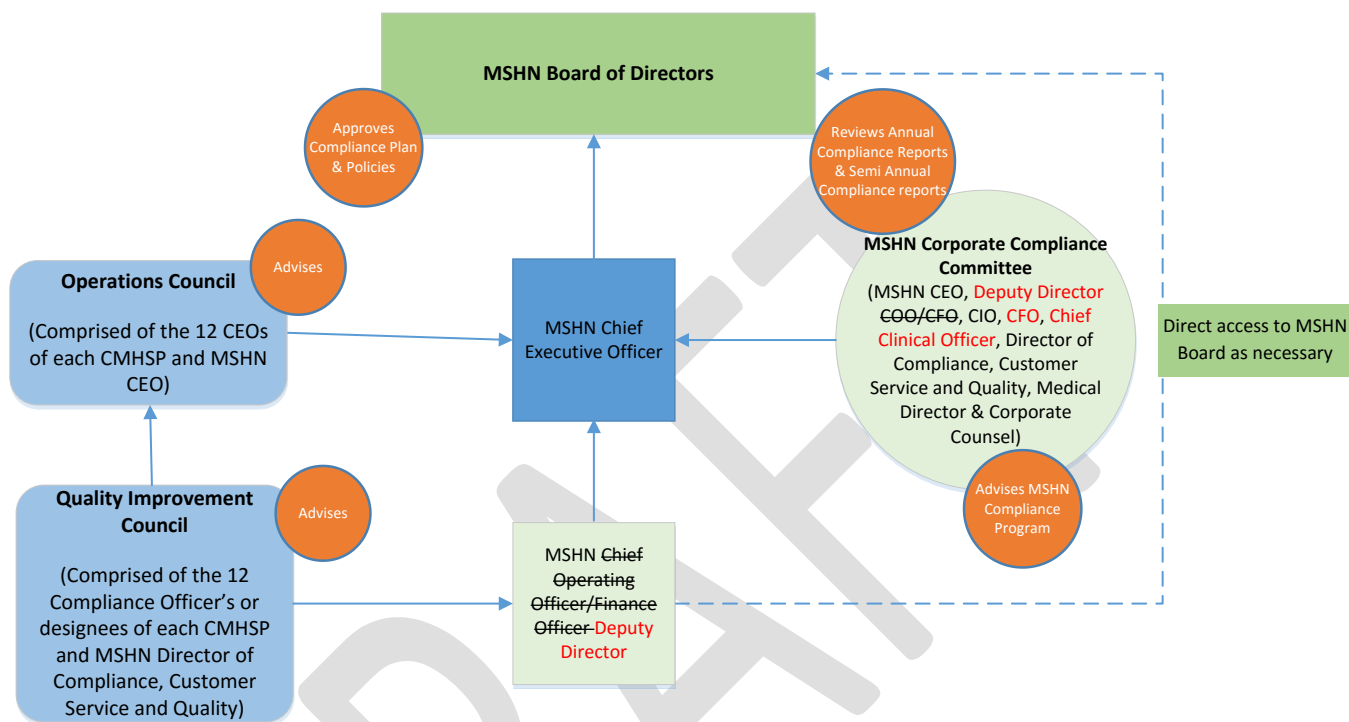 MSHN Board of Directors
Approves
Compliance Plan
& Policies
Reviews Annual
Compliance Reports
& Semi Annual
Compliance reports
Operations Council
(Comprised of the 12 CEOs
of each CMHSP and MSHN
CEO)
Advises
MSHN Chief
Executive Officer
MSHN Corporate Compliance
Committee
(MSHN CEO, Deputy Director
COO/CFO, CIO, CFO, Chief
Clinical Officer, Director of
Compliance, Customer
Service and Quality, Medical
Director & Corporate
Counsel)
Direct access to MSHN
Board as necessary
Advises MSHN
Compliance
Program
Quality Improvement
Council
(Comprised of the 12
Compliance Officer’s or
designees of each CMHSP
and MSHN Director of
Compliance, Customer
Service and Quality)
Advises
MSHN Chief
Operating
Officer/Finance
Officer Deputy
Director
DRAFT